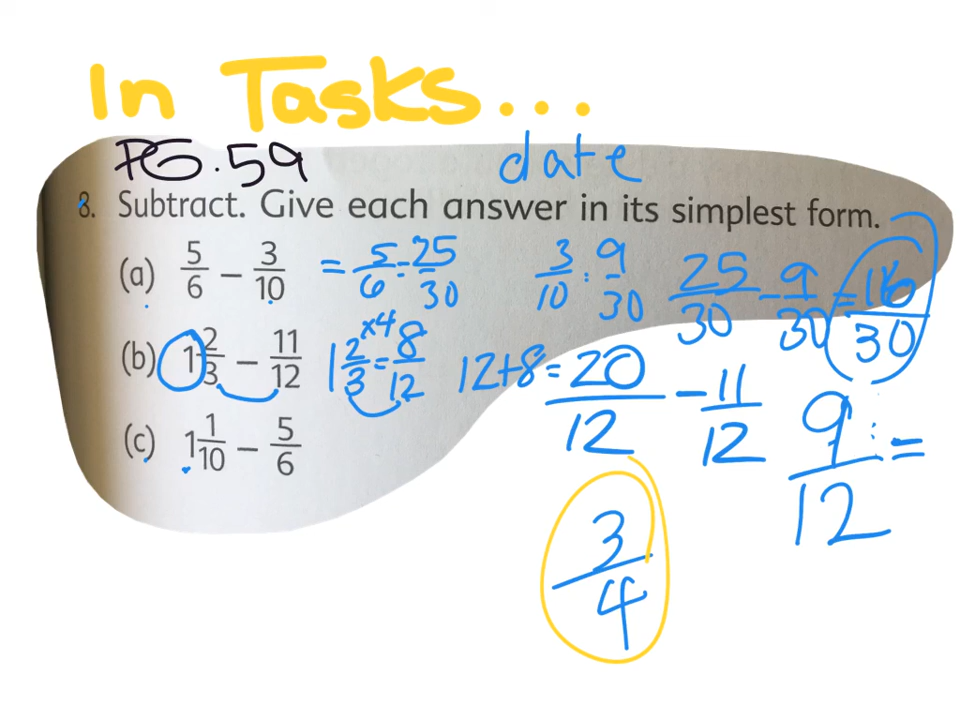 In Tasks...
PG. 59 date
8. Subtract. Give each answer in its simplest form.
(a) 5/6 − 3/10 = 5/6 = 25/30 3/10 = 9/30 25/30 − 9/30 = 16/30
(b) 1 2/3 − 11/12 1 2/3 ×4 = 8/12 12+8 = 20/12 − 11/12 9/12 =
(c) 1 1/10 − 5/6
3/4